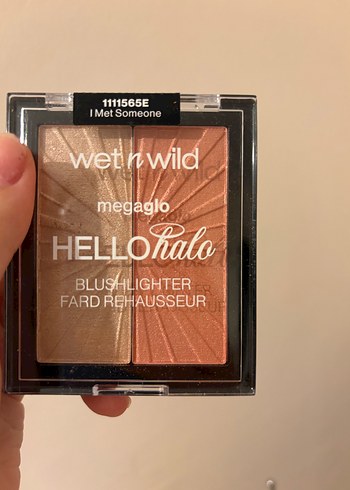 1111565E
I Met Someone
wet n wild
megaglo
HELLO halo
BLUSHLIGHTER
FARD REHAUSSEUR